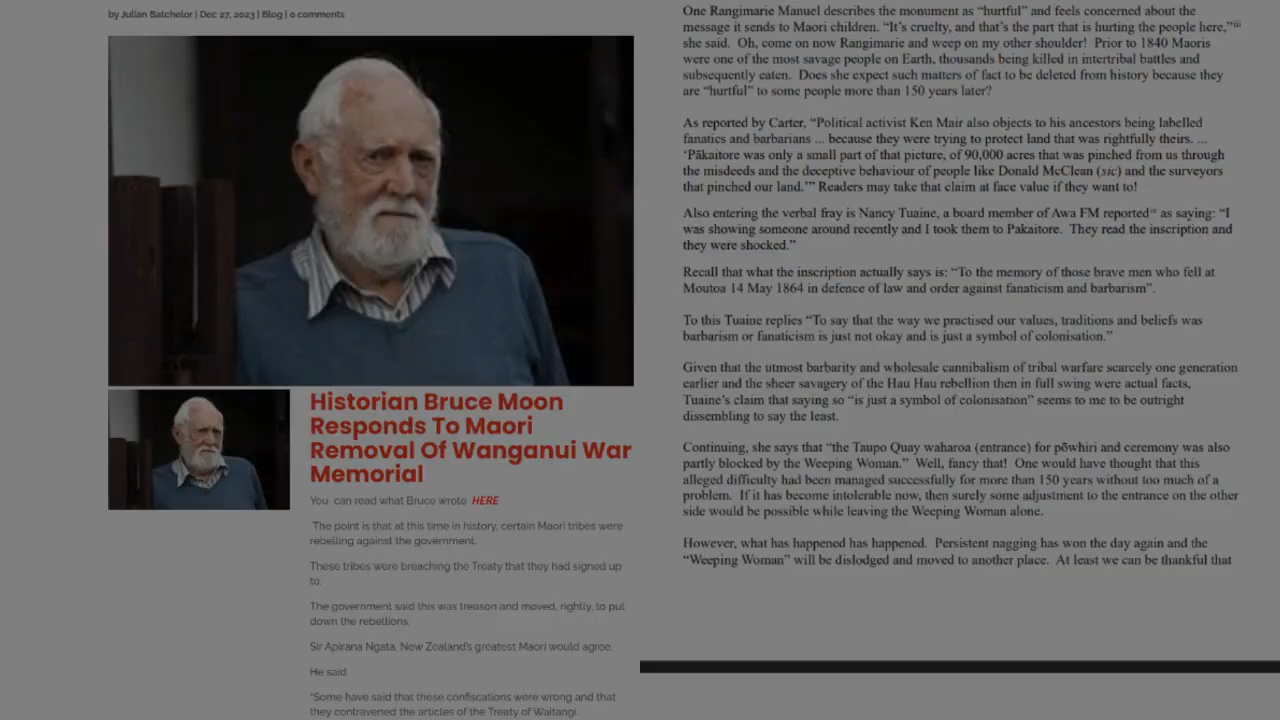 by Julian Batchelor | Dec 27, 2023 | Blog | 0 comments
Historian Bruce Moon
Responds To Maori
Removal Of Wanganui War
Memorial
You can read what Bruce wrote HERE
The point is that at this time in history, certain Maori tribes were
rebelling against the government.
These tribes were breaching the Treaty that they had signed up
to.
The government said this was treason and moved, rightly, to put
down the rebellions.
Sir Apirana Ngata, New Zealand's greatest Maori would agree.
He said:
"Some have said that these confiscations were wrong and that
they contravened the articles of the Treaty of Waitangi.
One Rangimarie Manuel describes the monument as “hurtful” and feels concerned about the
message it sends to Maori children. “It’s cruelty, and that’s the part that is hurting the people here,”iii
she said. Oh, come on now Rangimarie and weep on my other shoulder! Prior to 1840 Maoris
were one of the most savage people on Earth, thousands being killed in intertribal battles and
subsequently eaten. Does she expect such matters of fact to be deleted from history because they
are “hurtful” to some people more than 150 years later?
As reported by Carter, “Political activist Ken Mair also objects to his ancestors being labelled
fanatics and barbarians ... because they were trying to protect land that was rightfully theirs. ...
‘Pākaitore was only a small part of that picture, of 90,000 acres that was pinched from us through
the misdeeds and the deceptive behaviour of people like Donald McClean (sic) and the surveyors
that pinched our land.’” Readers may take that claim at face value if they want to!
Also entering the verbal fray is Nancy Tuaine, a board member of Awa FM reportediv as saying: “I
was showing someone around recently and I took them to Pakaitore. They read the inscription and
they were shocked.”
Recall that what the inscription actually says is: “To the memory of those brave men who fell at
Moutoa 14 May 1864 in defence of law and order against fanaticism and barbarism”.
To this Tuaine replies “To say that the way we practised our values, traditions and beliefs was
barbarism or fanaticism is just not okay and is just a symbol of colonisation.”
Given that the utmost barbarity and wholesale cannibalism of tribal warfare scarcely one generation
earlier and the sheer savagery of the Hau Hau rebellion then in full swing were actual facts,
Tuaine’s claim that saying so “is just a symbol of colonisation” seems to me to be outright
dissembling to say the least.
Continuing, she says that “the Taupo Quay waharoa (entrance) for pōwhiri and ceremony was also
partly blocked by the Weeping Woman.” Well, fancy that! One would have thought that this
alleged difficulty had been managed successfully for more than 150 years without too much of a
problem. If it has become intolerable now, then surely some adjustment to the entrance on the other
side would be possible while leaving the Weeping Woman alone.
However, what has happened has happened. Persistent nagging has won the day again and the
“Weeping Woman” will be dislodged and moved to another place. At least we can be thankful that